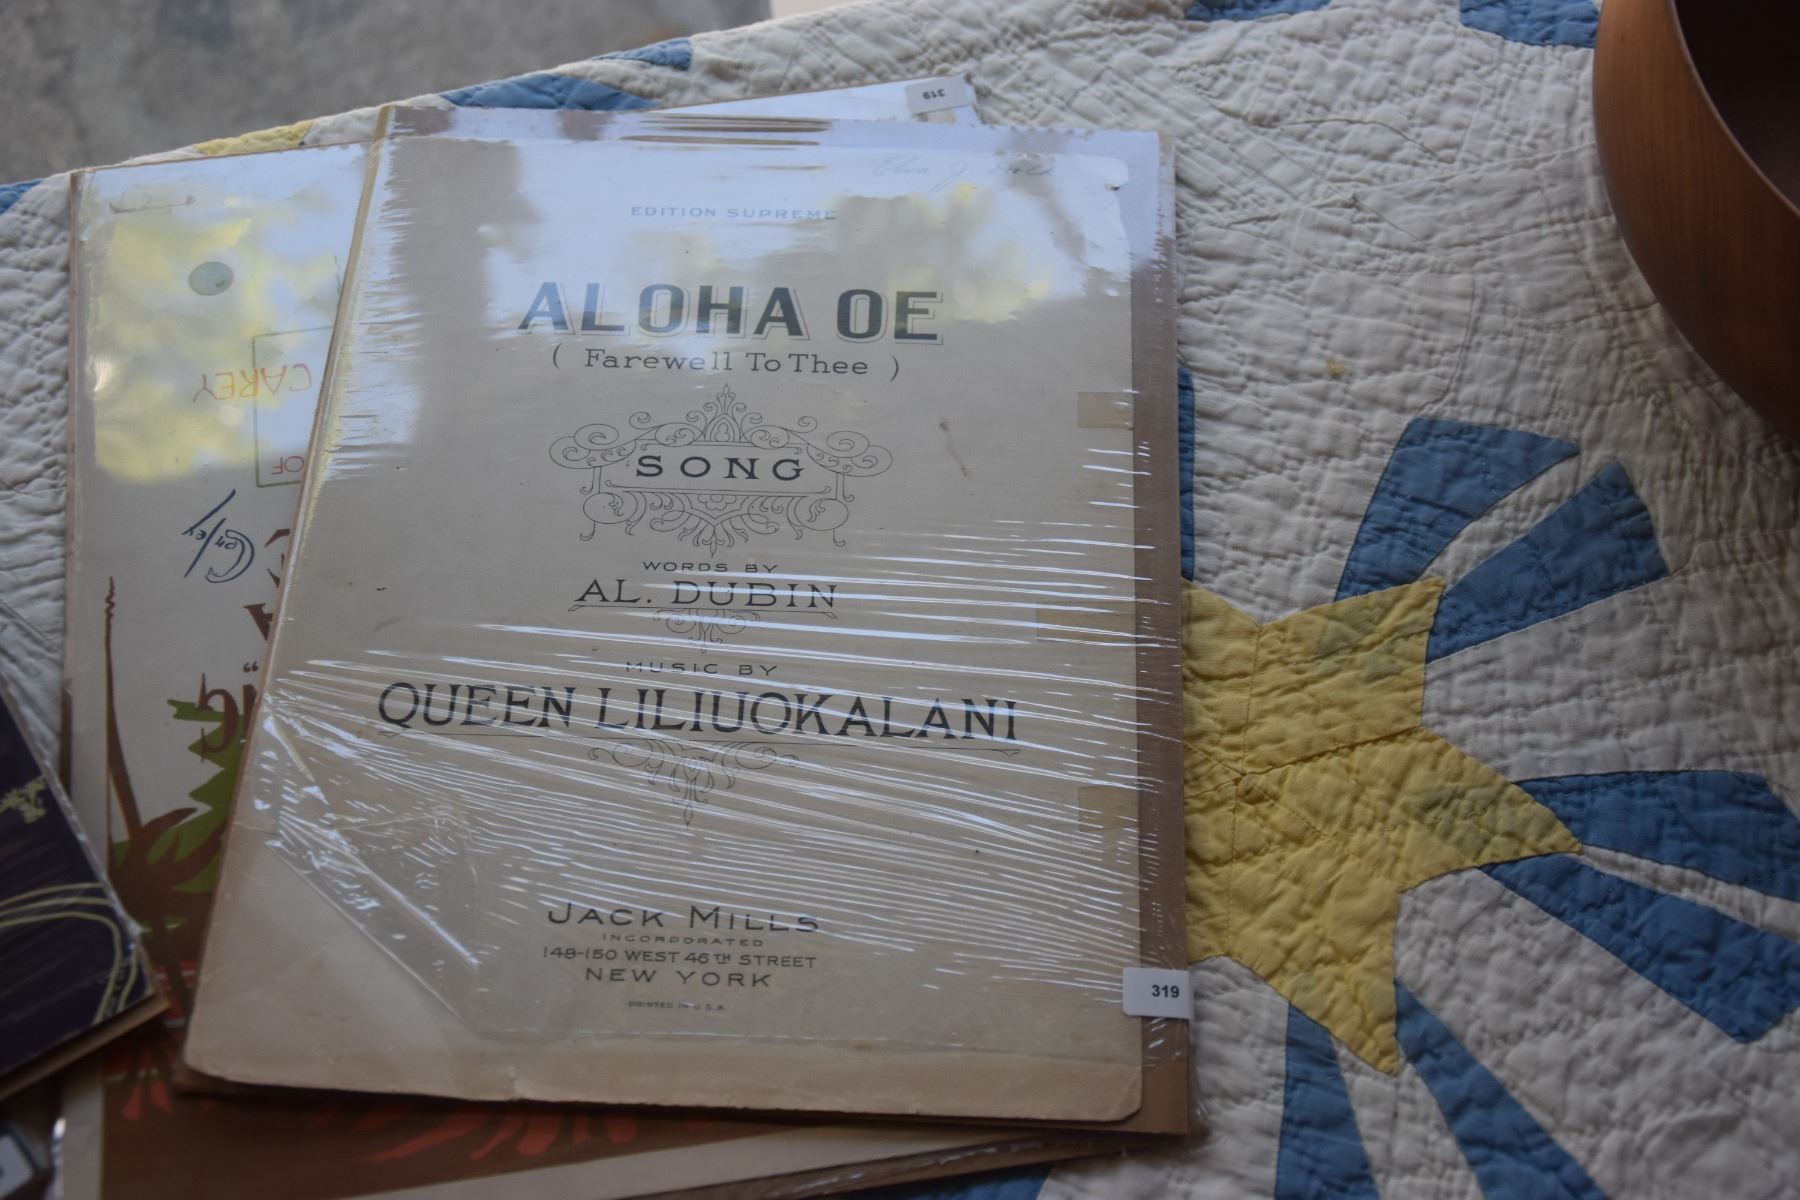 319
EDITION SUPREME
ALOHA OE
( Farewell To Thee )
SONG
WORDS BY
AL. DUBIN
MUSIC BY
QUEEN LILIUOKALANI
JACK MILLS
INCORPORATED
148-150 WEST 46TH STREET
NEW YORK
PRINTED IN U.S.A.
319
CAREY
OF